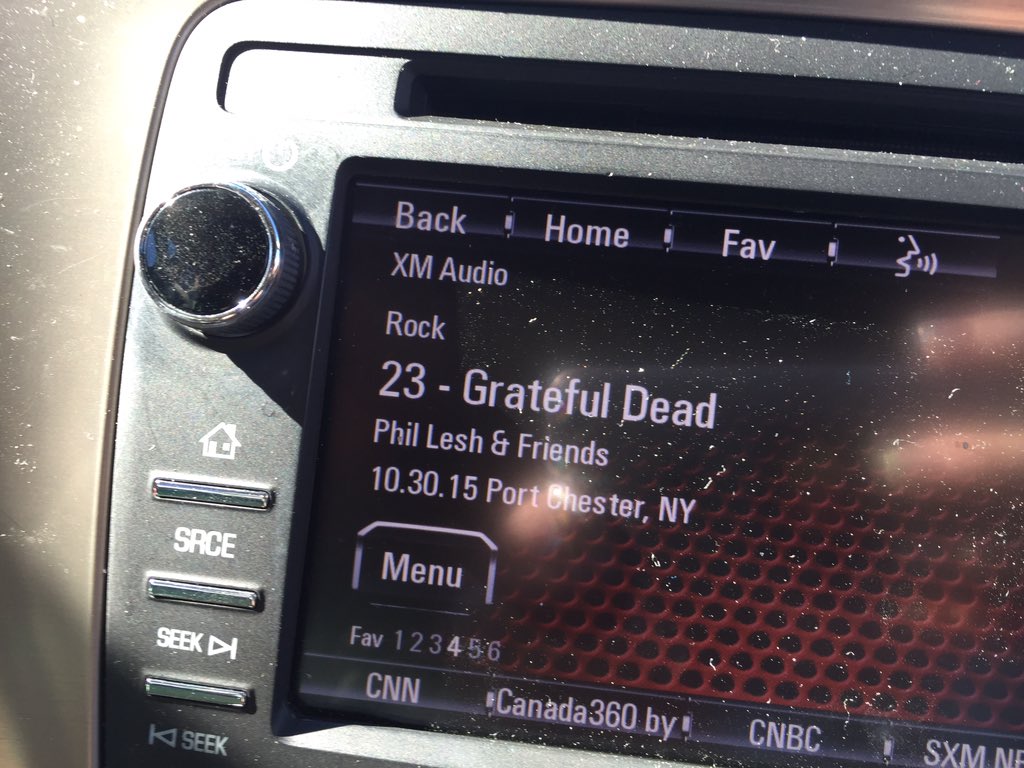 Back Home Fav
XM Audio
Rock
23 - Grateful Dead
Phil Lesh & Friends
10.30.15 Port Chester, NY
Menu
Fav 1 2 3 4 5 6
CNN Canada360 by CNBC SXM
SRCE
SEEK
SEEK